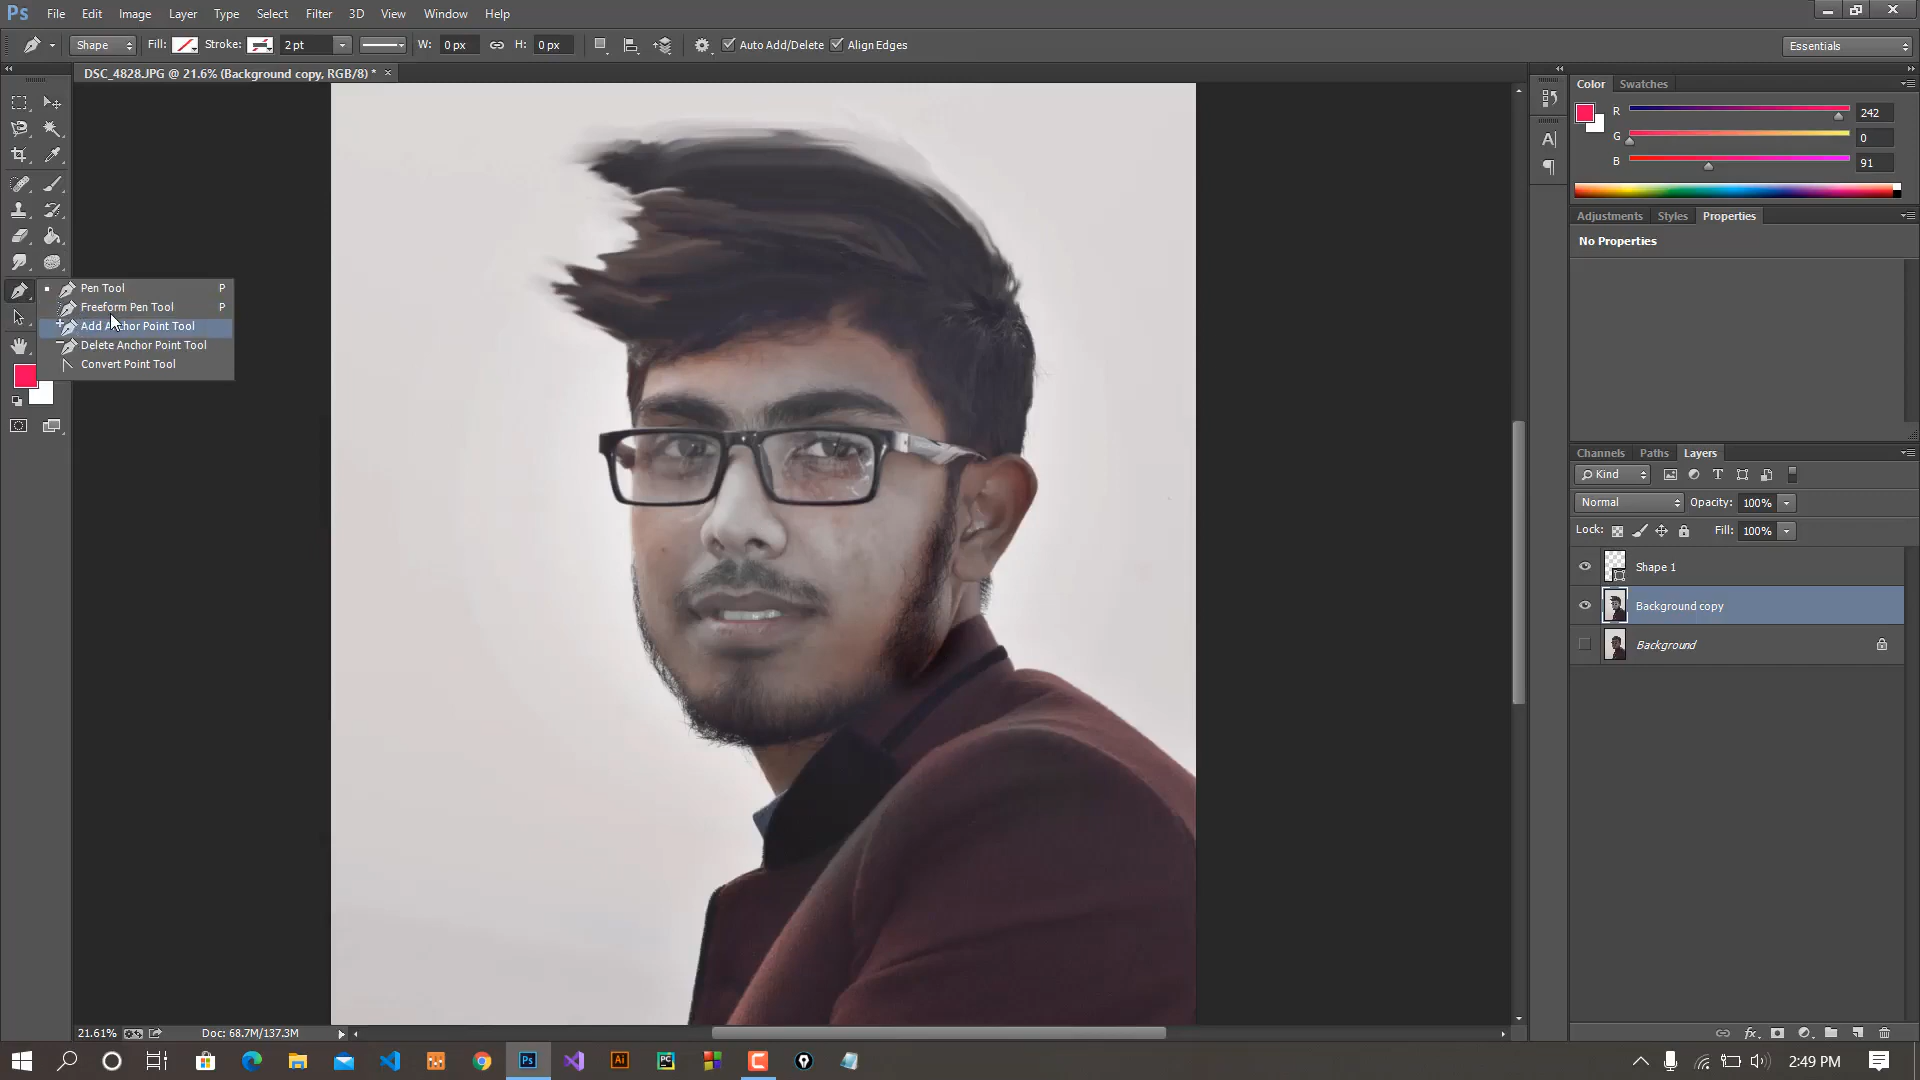 Ps File Edit Image Layer Type Select Filter 3D View Window Help
Shape Fill: Stroke: 2 pt W: 0 px H: 0 px Auto Add/Delete Align Edges Essentials
DSC_4828.JPG @ 21.6% (Background copy, RGB/8) *
Color Swatches
R 242
G 0
B 91
Adjustments Styles Properties
No Properties
Pen Tool P
Freeform Pen Tool P
Add Anchor Point Tool
Delete Anchor Point Tool
Convert Point Tool
Channels Paths Layers
Kind
Normal Opacity: 100%
Lock: Fill: 100%
Shape 1
Background copy
Background
21.61% Doc: 68.7M/137.3M
2:49 PM